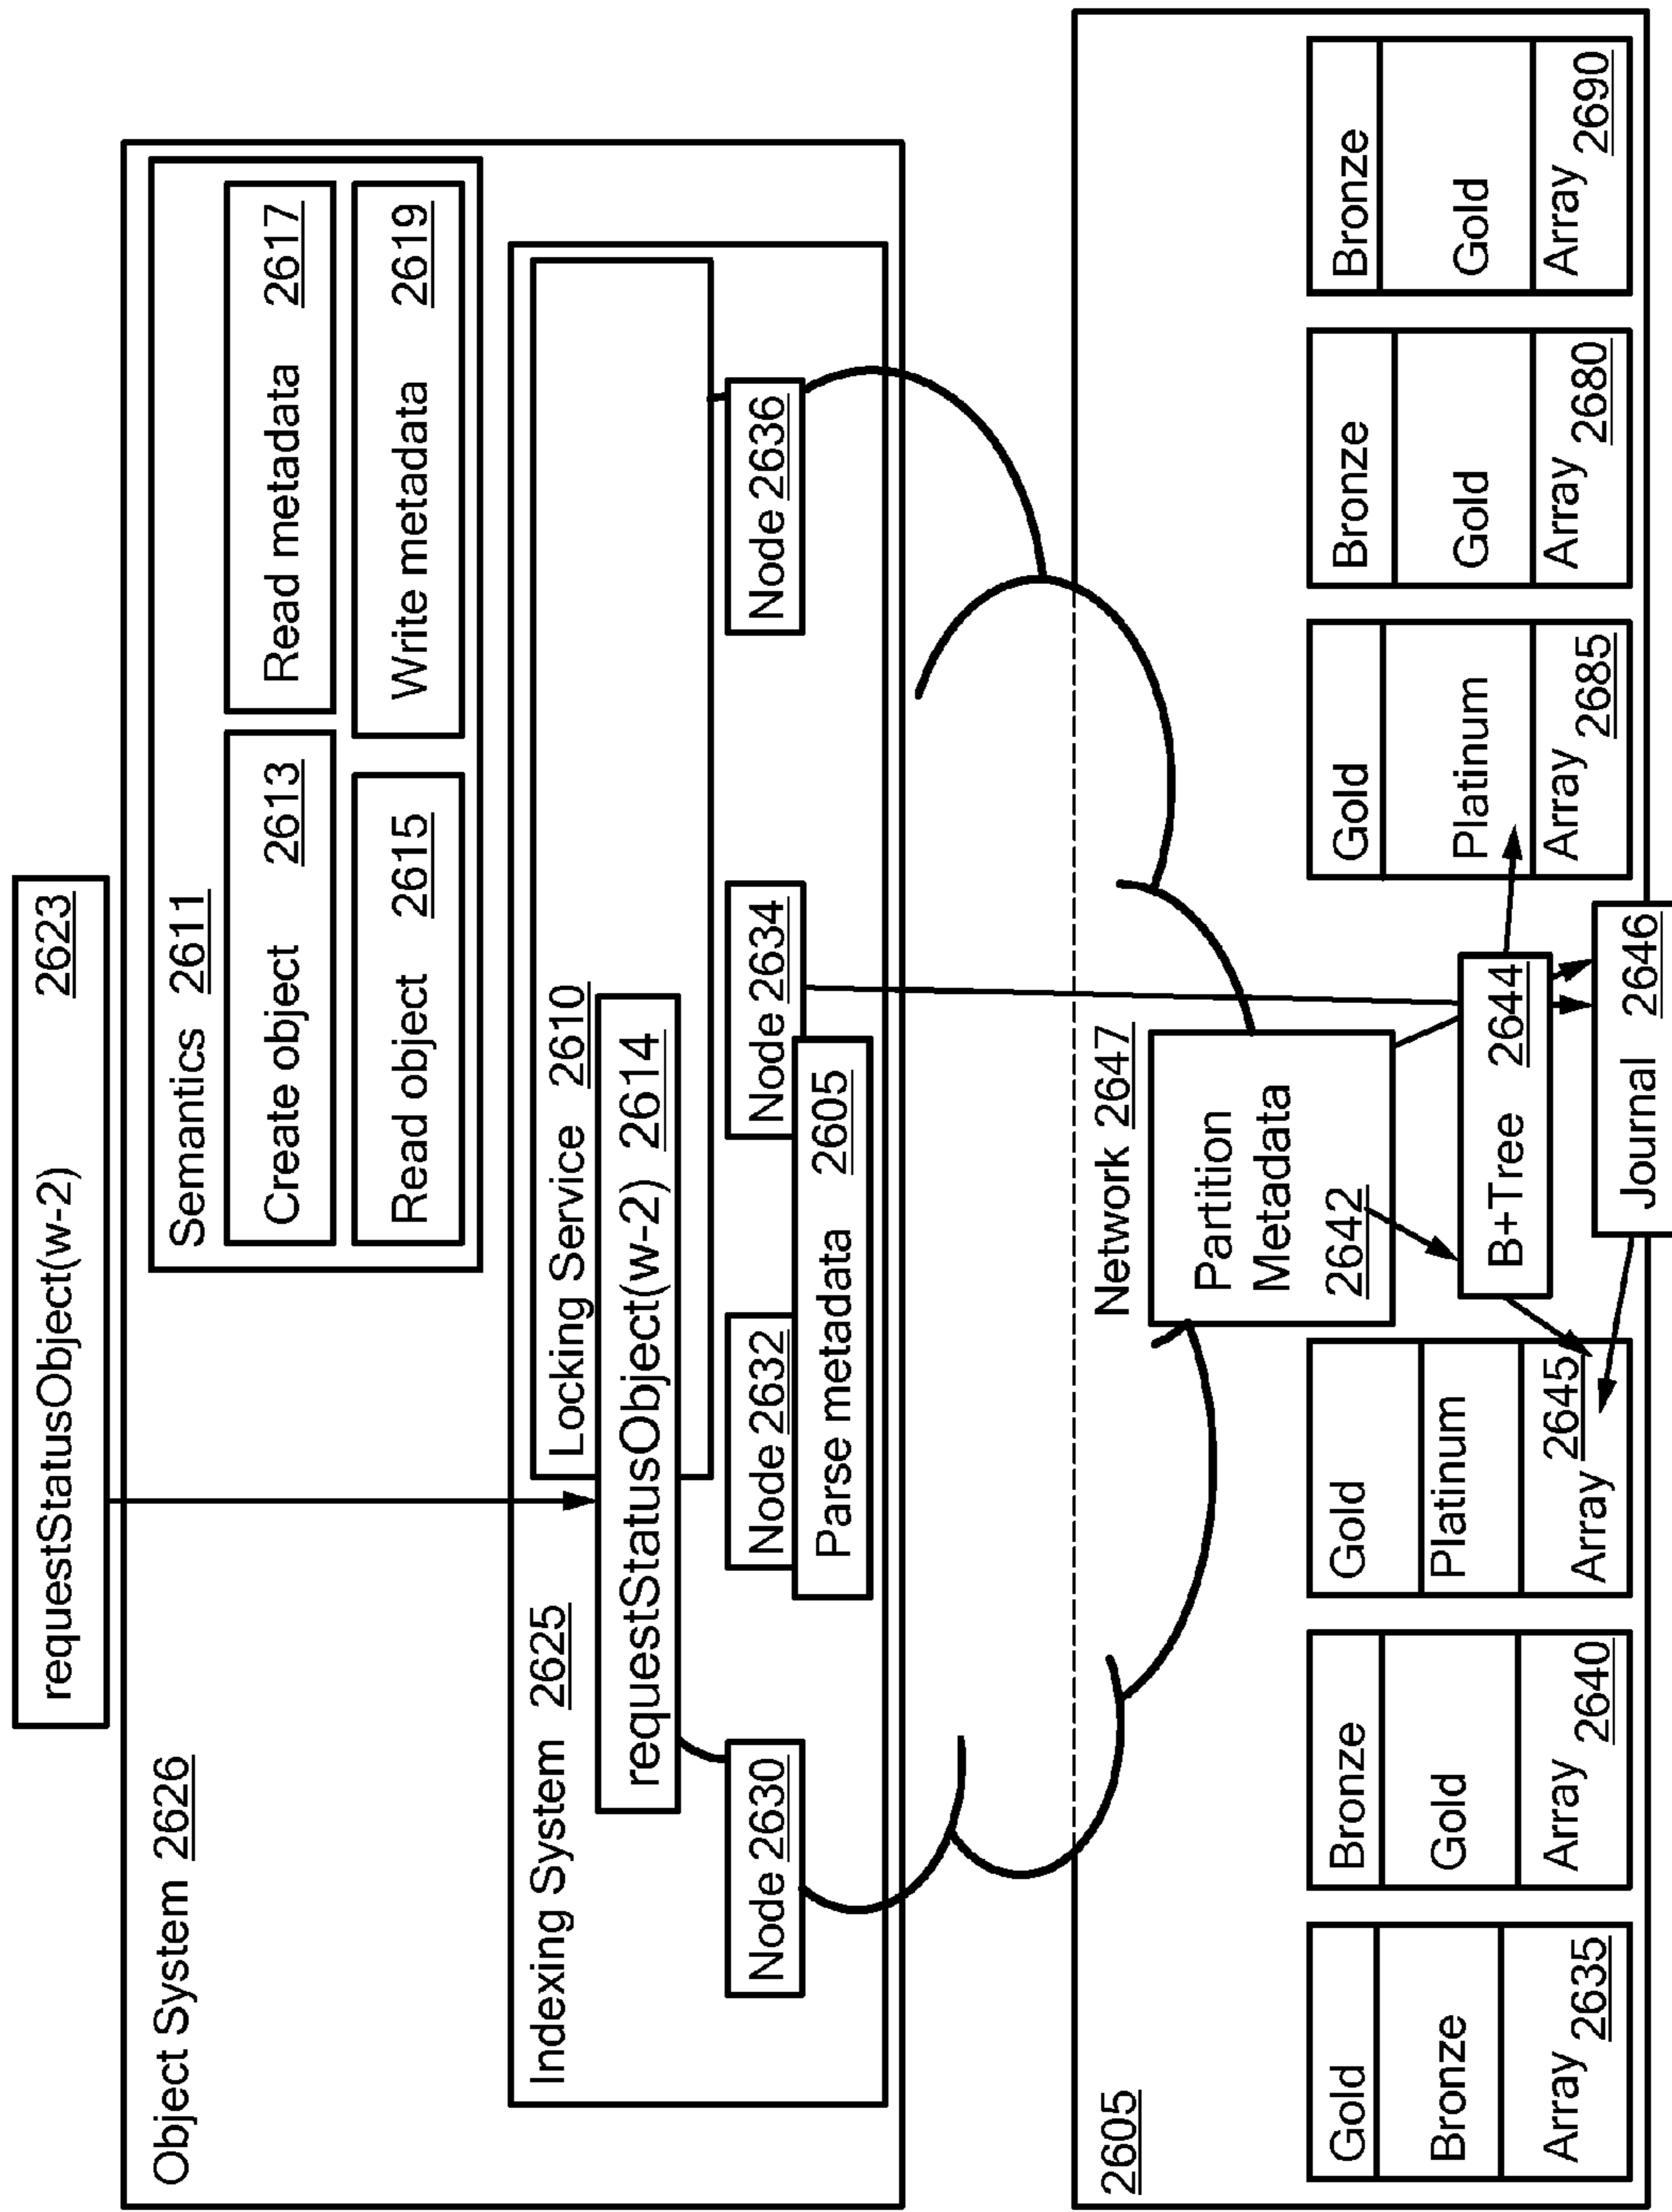 requestStatusObject(w-2) 2623
Object System 2626
Semantics 2611
Create object 2613
Read metadata 2617
Read object 2615
Write metadata 2619
Indexing System 2625
Locking Service 2610
requestStatusObject(w-2) 2614
Node 2630
Node 2632
Node 2634
Node 2636
Parse metadata 2605
2605
Network 2647
Partition
Metadata
2642
B+Tree 2644
Journal 2646
Gold
Bronze
Array 2635
Bronze
Gold
Array 2640
Gold
Platinum
Array 2645
Gold
Platinum
Array 2685
Bronze
Gold
Array 2680
Bronze
Gold
Array 2690